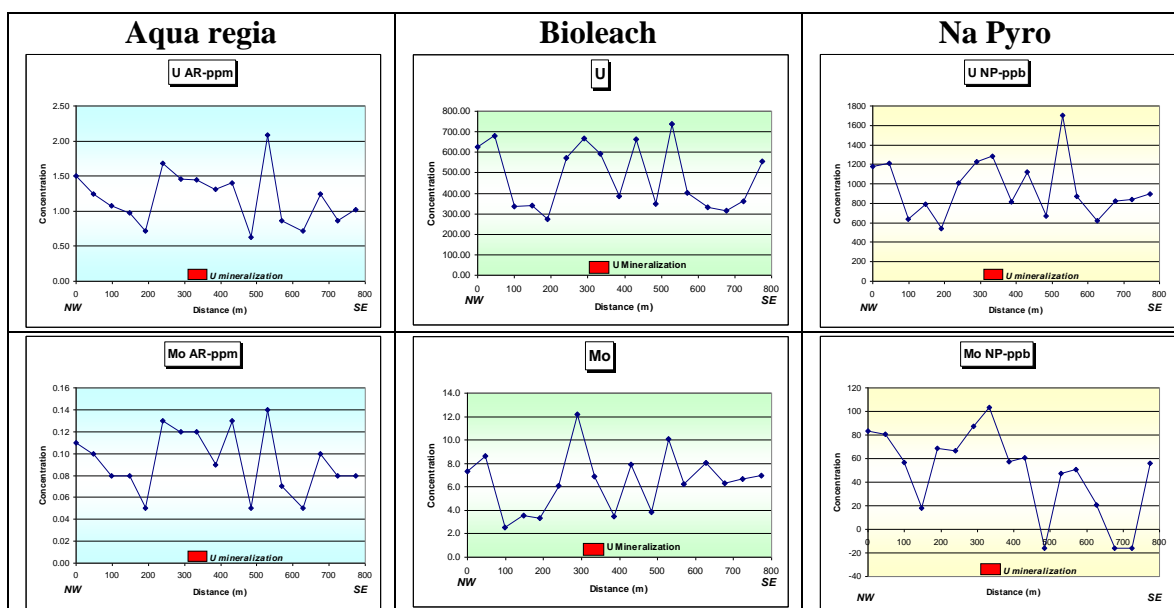 Aqua regia
Bioleach
Na Pyro
U AR-ppm
2.50
2.00
1.50
1.00
0.50
0.00
Concentration
U mineralization
0 100 200 300 400 500 600 700 800
NW Distance (m) SE
U
800.00
700.00
600.00
500.00
400.00
300.00
200.00
100.00
0.00
Concentration
U Mineralization
0 100 200 300 400 500 600 700 800
NW Distance (m) SE
U NP-ppb
1800
1600
1400
1200
1000
800
600
400
200
0
Concentration
U mineralization
0 100 200 300 400 500 600 700 800
NW Distance (m) SE
Mo AR-ppm
0.16
0.14
0.12
0.10
0.08
0.06
0.04
0.02
0.00
Concentration
U mineralization
0 100 200 300 400 500 600 700 800
NW Distance (m) SE
Mo
14.0
12.0
10.0
8.0
6.0
4.0
2.0
0.0
Concentration
U Mineralization
0 100 200 300 400 500 600 700 800
NW Distance (m) SE
Mo NP-ppb
120
100
80
60
40
20
0
-20
-40
Concentration
0 100 200 300 400 500 600 700 800
U mineralization
NW Distance (m) SE